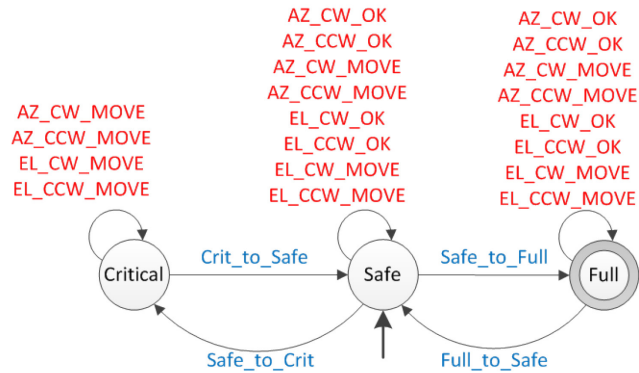 AZ_CW_MOVE
AZ_CCW_MOVE
EL_CW_MOVE
EL_CCW_MOVE
AZ_CW_OK
AZ_CCW_OK
AZ_CW_MOVE
AZ_CCW_MOVE
EL_CW_OK
EL_CCW_OK
EL_CW_MOVE
EL_CCW_MOVE
AZ_CW_OK
AZ_CCW_OK
AZ_CW_MOVE
AZ_CCW_MOVE
EL_CW_OK
EL_CCW_OK
EL_CW_MOVE
EL_CCW_MOVE
Critical
Crit_to_Safe
Safe
Safe_to_Full
Full
Safe_to_Crit
Full_to_Safe